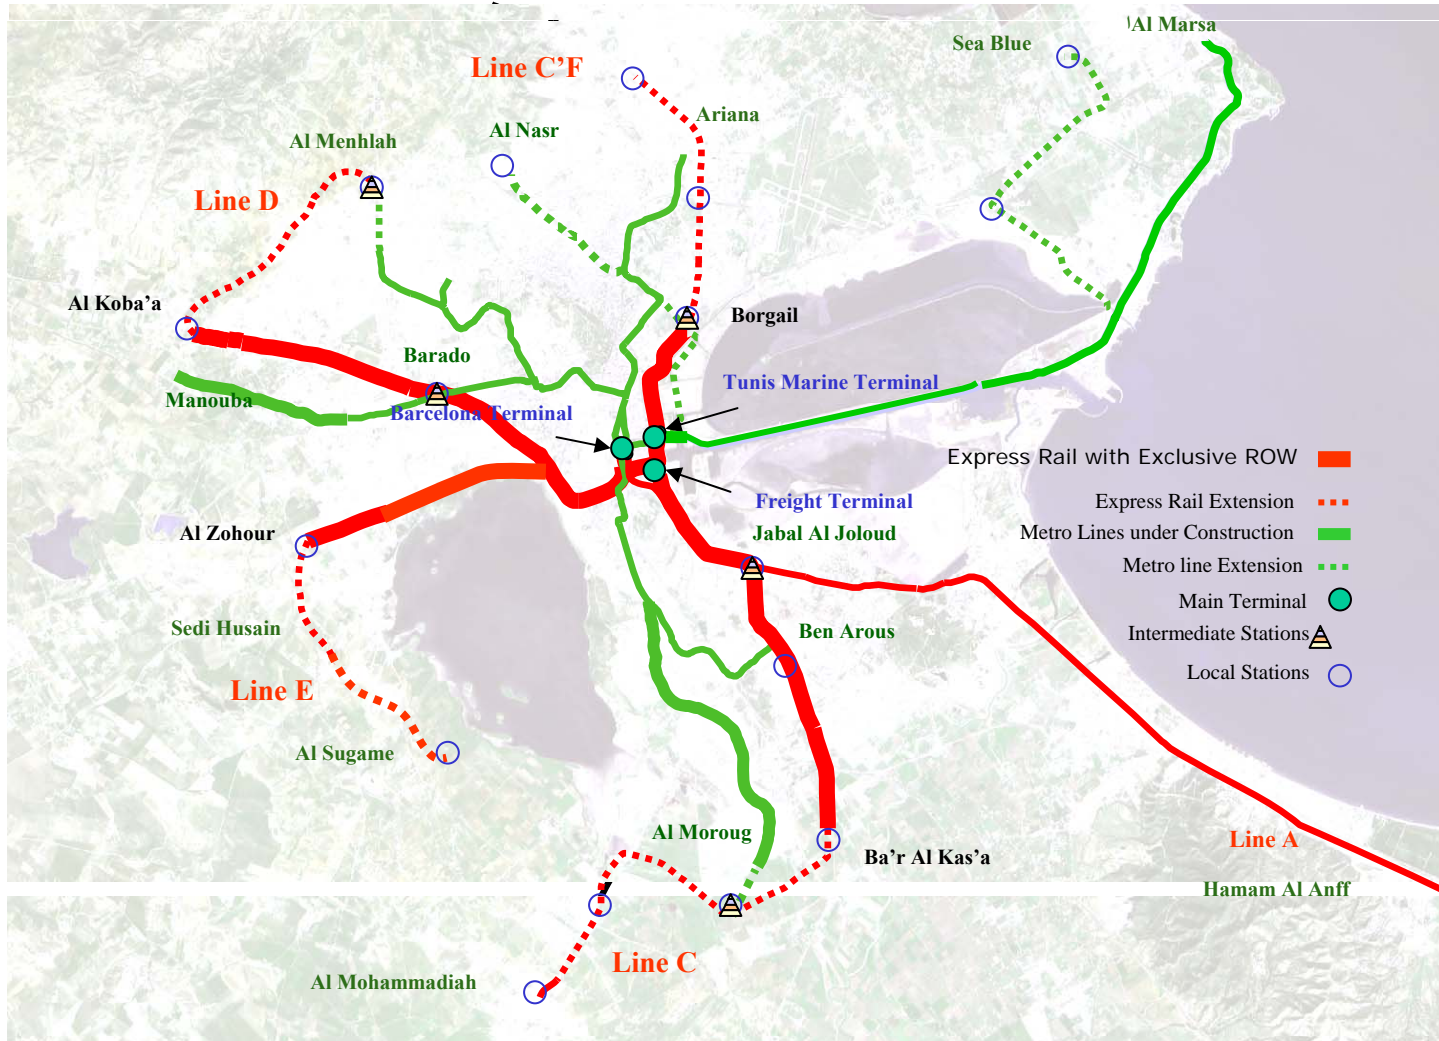 Al Marsa
Sea Blue
Line C’F
Ariana
Al Nasr
Al Menhlah
Line D
Al Koba’a
Borgail
Barado
Tunis Marine Terminal
Manouba
Barcelona Terminal
Express Rail with Exclusive ROW
Express Rail Extension
Freight Terminal
Al Zohour
Jabal Al Joloud
Metro Lines under Construction
Metro line Extension
Main Terminal
Sedi Husain
Ben Arous
Intermediate Stations
Local Stations
Line E
Al Sugame
Al Moroug
Ba’r Al Kas’a
Line A
Hamam Al Anff
Line C
Al Mohammadiah